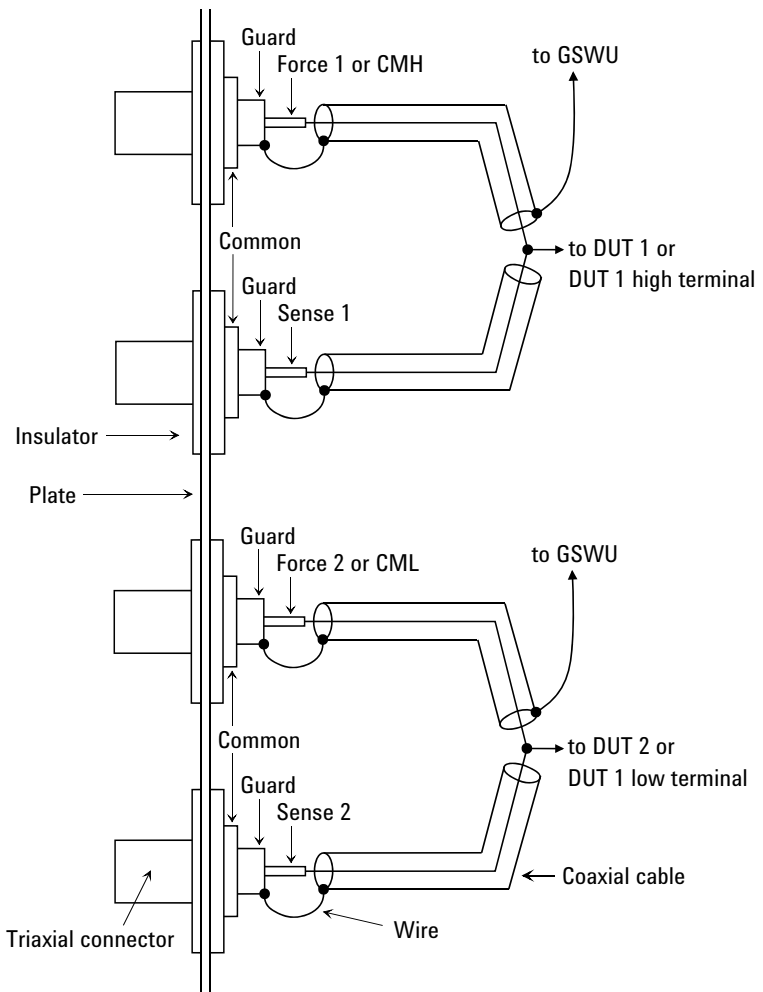 Guard
Force 1 or CMH
to GSWU
Common
to DUT 1 or
DUT 1 high terminal
Guard
Sense 1
Insulator
Plate
Guard
Force 2 or CML
to GSWU
Common
to DUT 2 or
DUT 1 low terminal
Guard
Sense 2
Coaxial cable
Triaxial connector
Wire